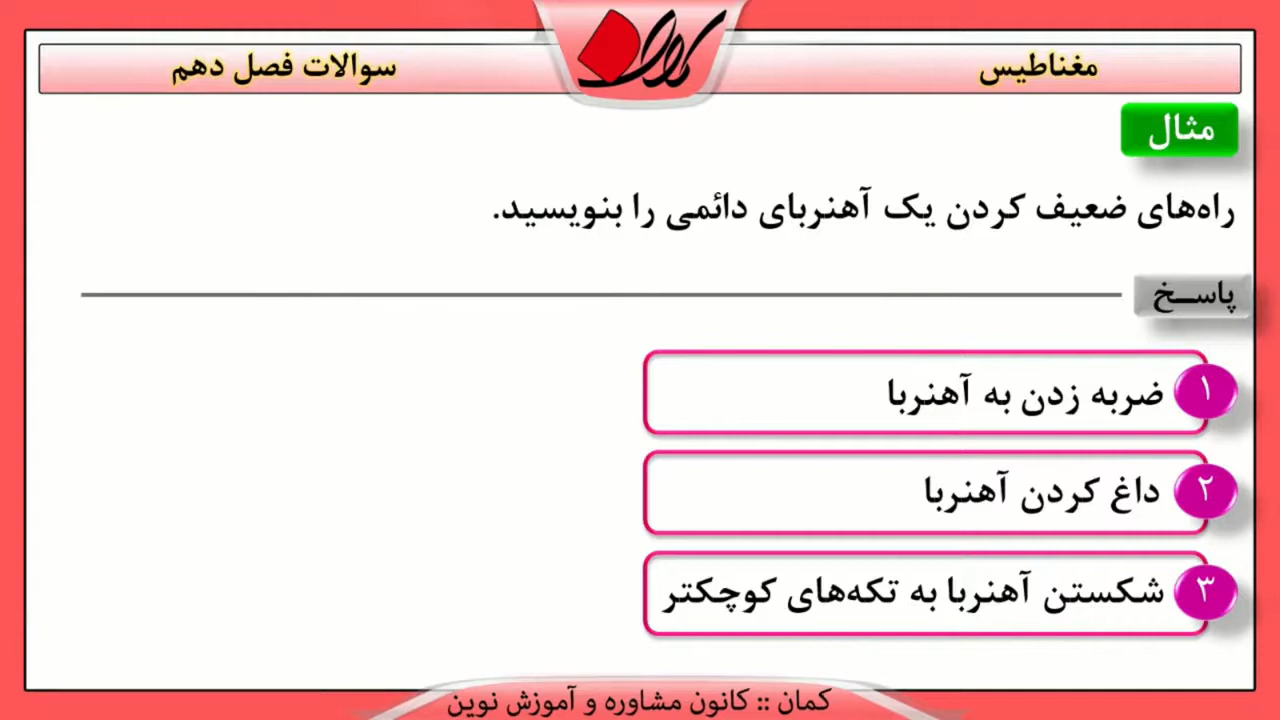 مغناطیس
سوالات فصل دهم
کمان
مثال
راه‌های ضعیف کردن یک آهنربای دائمی را بنویسید.
پاسـخ
۱ ضربه زدن به آهنربا
۲ داغ کردن آهنربا
۳ شکستن آهنربا به تکه‌های کوچکتر
کمان :: کانون مشاوره و آموزش نوین